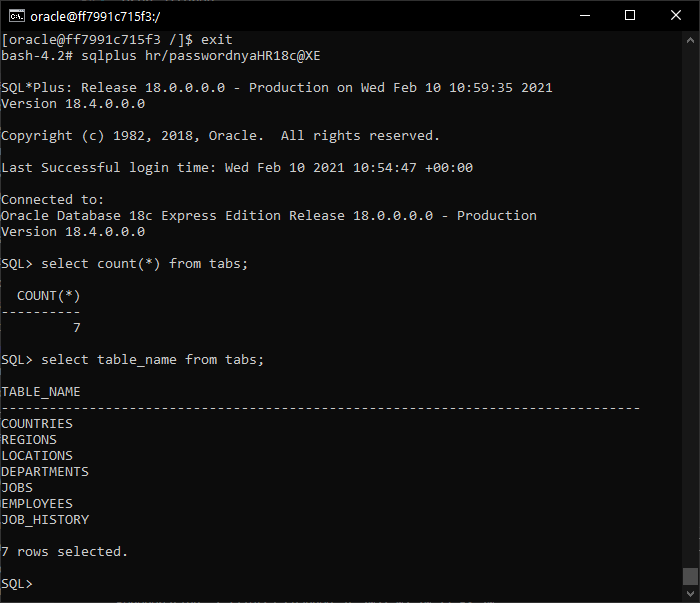 oracle@ff7991c715f3:/
[oracle@ff7991c715f3 /]$ exit
bash-4.2# sqlplus hr/passwordnyaHR18c@XE
SQL*Plus: Release 18.0.0.0.0 - Production on Wed Feb 10 10:59:35 2021
Version 18.4.0.0.0
Copyright (c) 1982, 2018, Oracle.  All rights reserved.
Last Successful login time: Wed Feb 10 2021 10:54:47 +00:00
Connected to:
Oracle Database 18c Express Edition Release 18.0.0.0.0 - Production
Version 18.4.0.0.0
SQL> select count(*) from tabs;
  COUNT(*)
----------
         7
SQL> select table_name from tabs;
TABLE_NAME
--------------------------------------------------------------------------------
COUNTRIES
REGIONS
LOCATIONS
DEPARTMENTS
JOBS
EMPLOYEES
JOB_HISTORY
7 rows selected.
SQL>